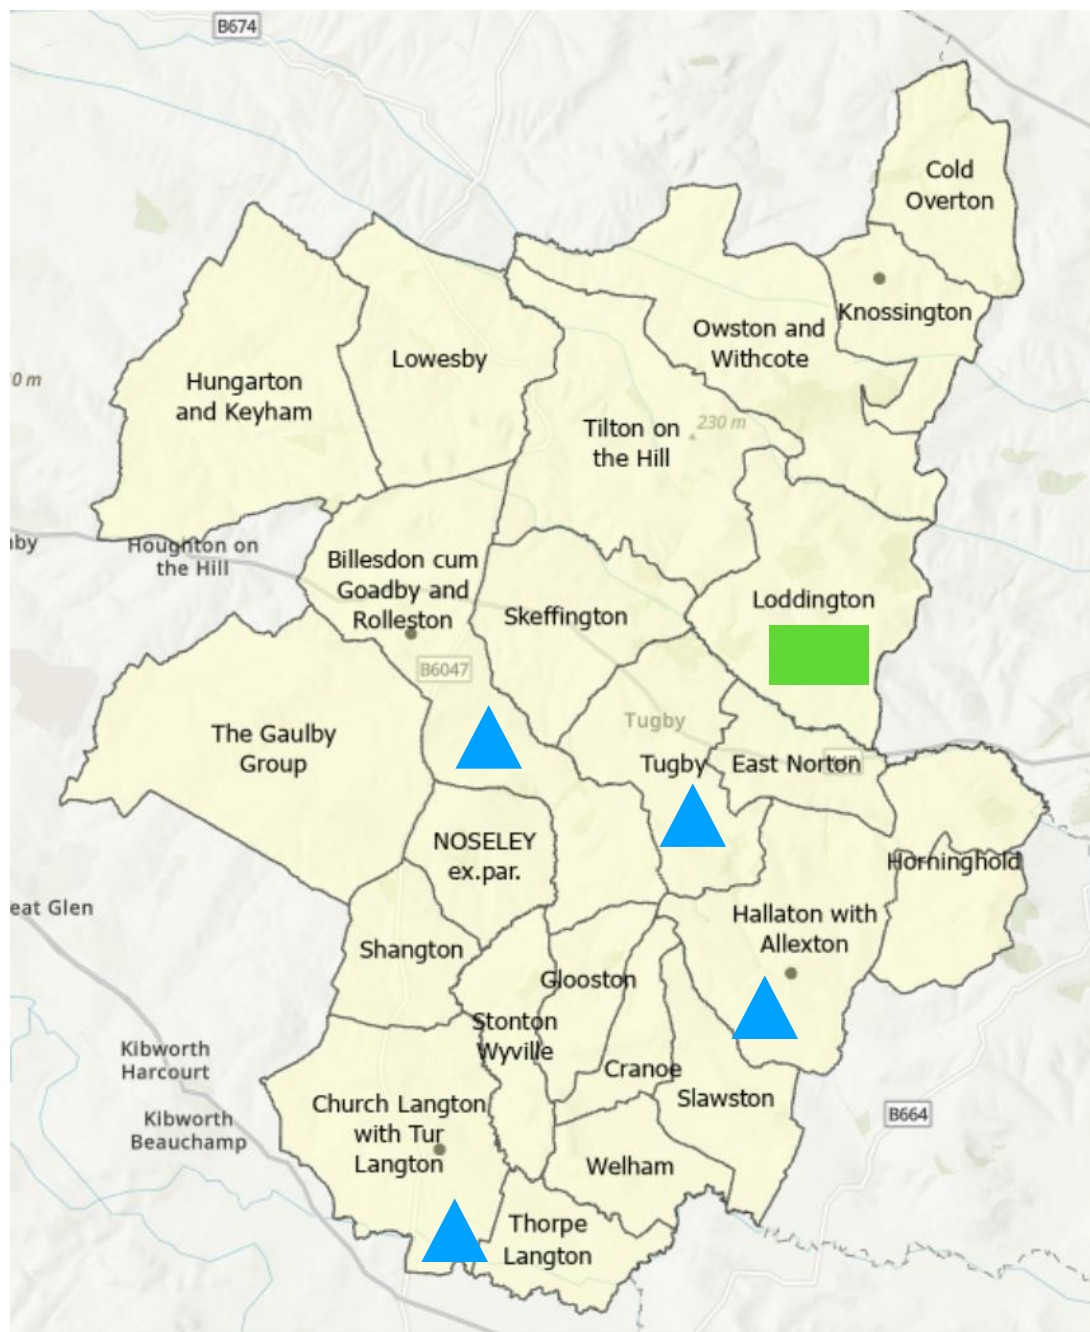 B674
Cold
Overton
Knossington
Owston and
Withcote
Lowesby
0 m
Hungarton
and Keyham
230 m
Tilton on
the Hill
by
Houghton on
the Hill
Billesdon cum
Goadby and
Rolleston
Skeffington
Loddington
B6047
Tugby
The Gaulby
Group
Tugby
East Norton
NOSELEY
ex.par.
Horninghold
eat Glen
Hallaton with
Allexton
Shangton
Glooston
Stonton
Wyville
Kibworth
Harcourt
Cranoe
Slawston
Church Langton
with Tur
Langton
Kibworth
Beauchamp
B664
Welham
Thorpe
Langton